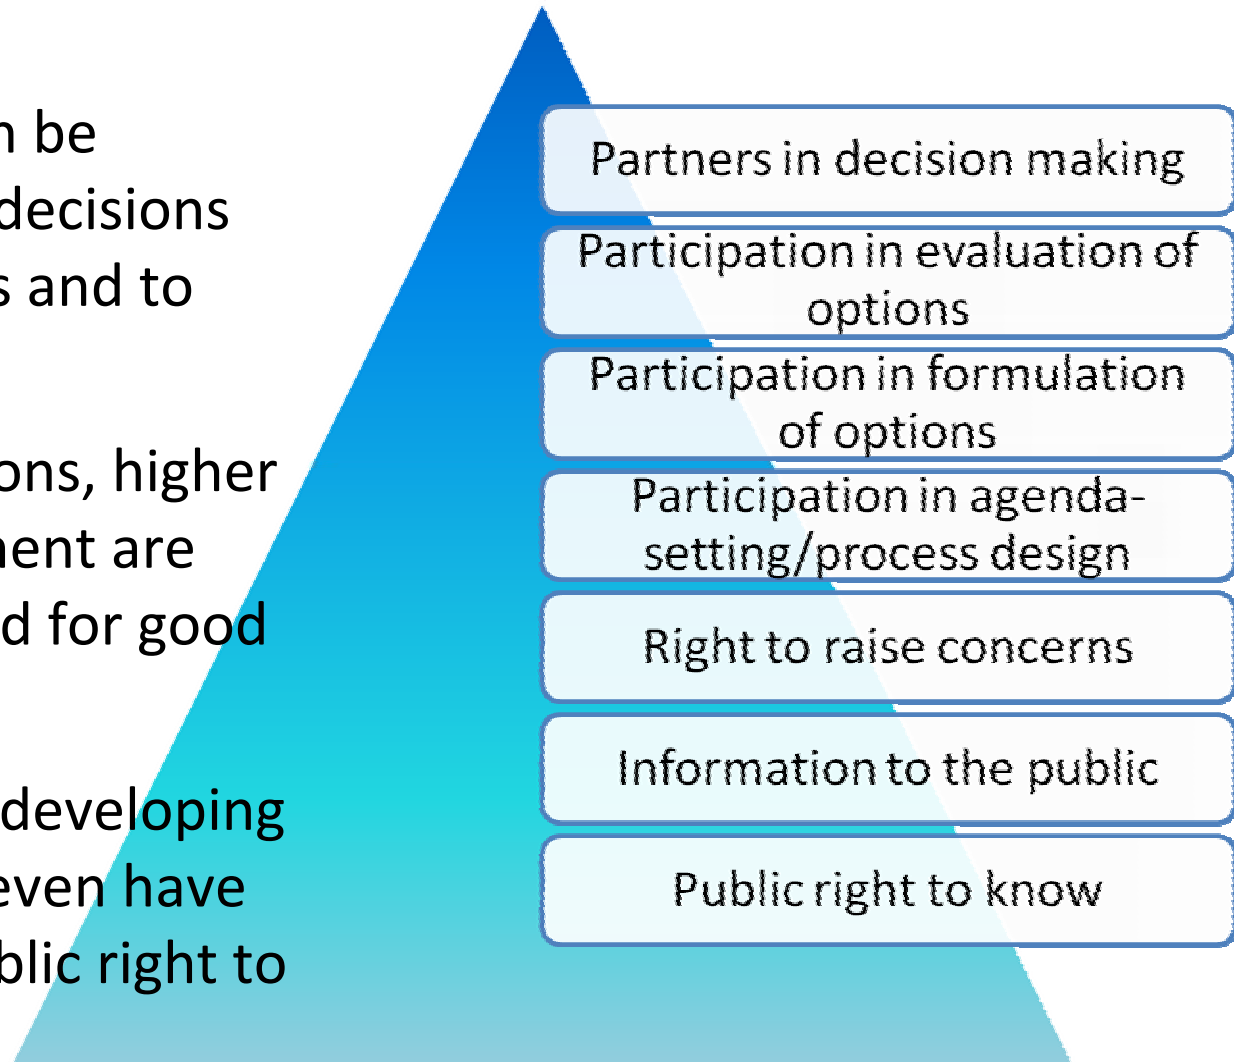 be
decisions
s and to
ons, higher
ment are
d for good
developing
even have
blic right to
Partners in decision making
Participation in evaluation of
options
Participation in formulation
of options
Participation in agenda-
setting/process design
Right to raise concerns
Information to the public
Public right to know